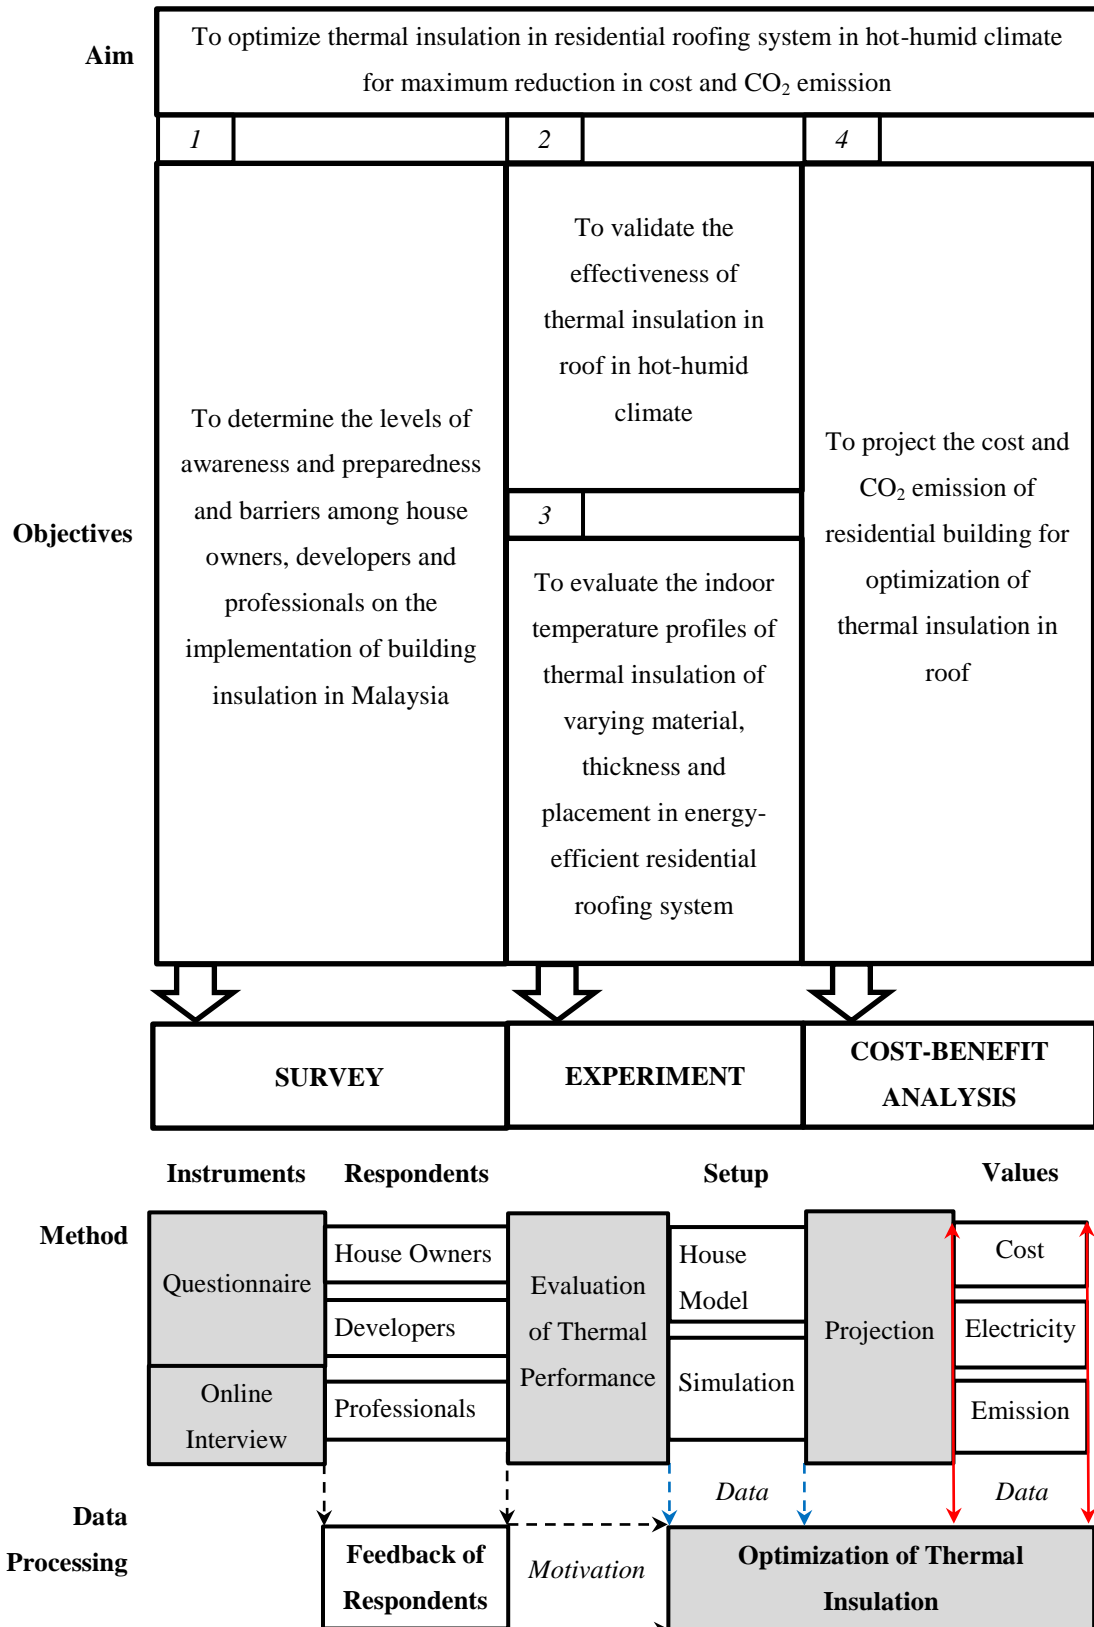 Aim
To optimize thermal insulation in residential roofing system in hot-humid climate
for maximum reduction in cost and CO₂ emission
1
2
4
Objectives
To determine the levels of
awareness and preparedness
and barriers among house
owners, developers and
professionals on the
implementation of building
insulation in Malaysia
To validate the
effectiveness of
thermal insulation in
roof in hot-humid
climate
3
To evaluate the indoor
temperature profiles of
thermal insulation of
varying material,
thickness and
placement in energy-
efficient residential
roofing system
To project the cost and
CO₂ emission of
residential building for
optimization of
thermal insulation in
roof
SURVEY
EXPERIMENT
COST-BENEFIT
ANALYSIS
Instruments
Respondents
Setup
Values
Method
Questionnaire
Online
Interview
House Owners
Developers
Professionals
Evaluation
of Thermal
Performance
House
Model
Simulation
Projection
Cost
Electricity
Emission
Data
Data
Data
Processing
Feedback of
Respondents
Motivation
Optimization of Thermal
Insulation